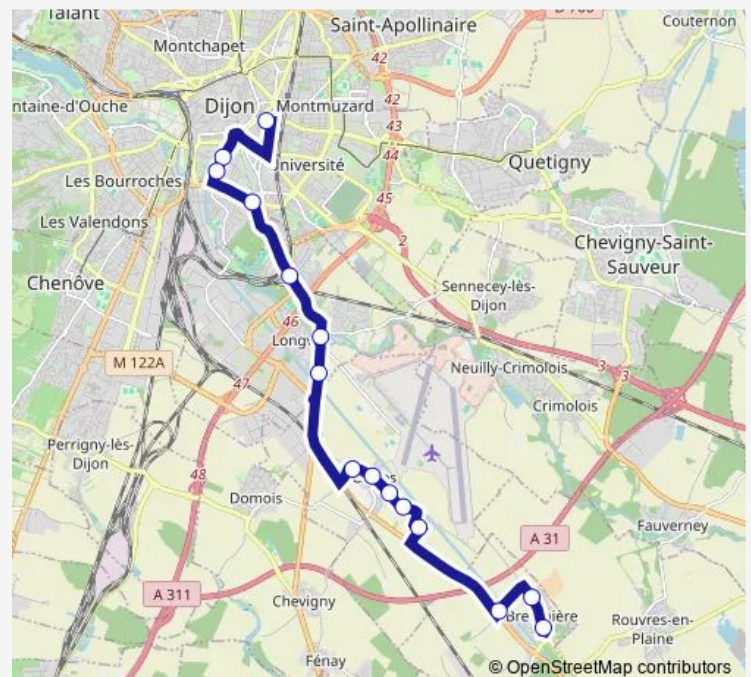 Talant
Saint-Apollinaire
Couternon
Montchapet
42
ntaine-d'Ouche
Dijon
Montmuzard
42
43
44
Université
Quetigny
Les Bourroches
45
Les Valendons
2
Chevigny-Saint-
Sauveur
Chenôve
Sennecey-lès-
Dijon
46
Longv
M 122A
Neuilly-Crimolois
3
3
47
Crimolois
Perrigny-lès-
Dijon
48
Domois
Fauverney
A 31
A 311
Chevigny
Bre
ière
Rouvres-en-
Plaine
Fénay
© OpenStreetMap contributors